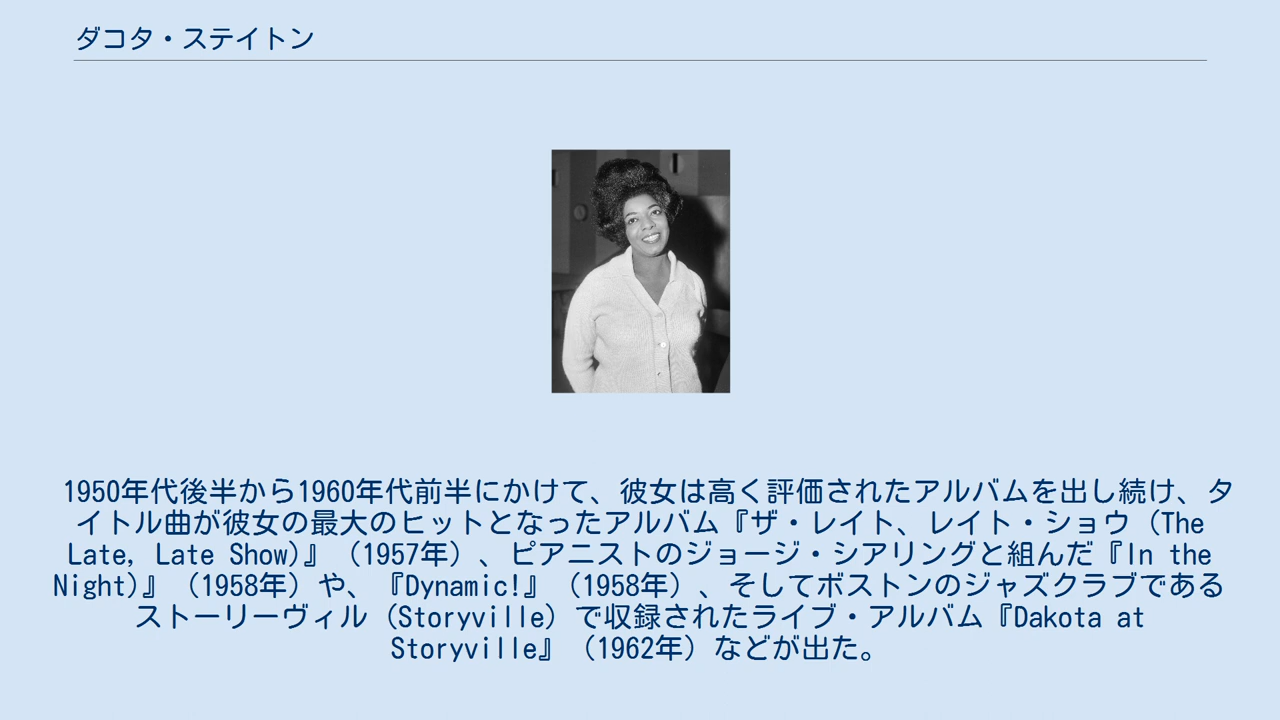 ダコタ・ステイトン
1950年代後半から1960年代前半にかけて、彼女は高く評価されたアルバムを出し続け、タ
イトル曲が彼女の最大のヒットとなったアルバム『ザ・レイト、レイト・ショウ（The
Late, Late Show)』（1957年）、ピアニストのジョージ・シアリングと組んだ『In the
Night)』（1958年）や、『Dynamic!』（1958年）、そしてボストンのジャズクラブである
ストーリーヴィル（Storyville）で収録されたライブ・アルバム『Dakota at
Storyville』（1962年）などが出た。